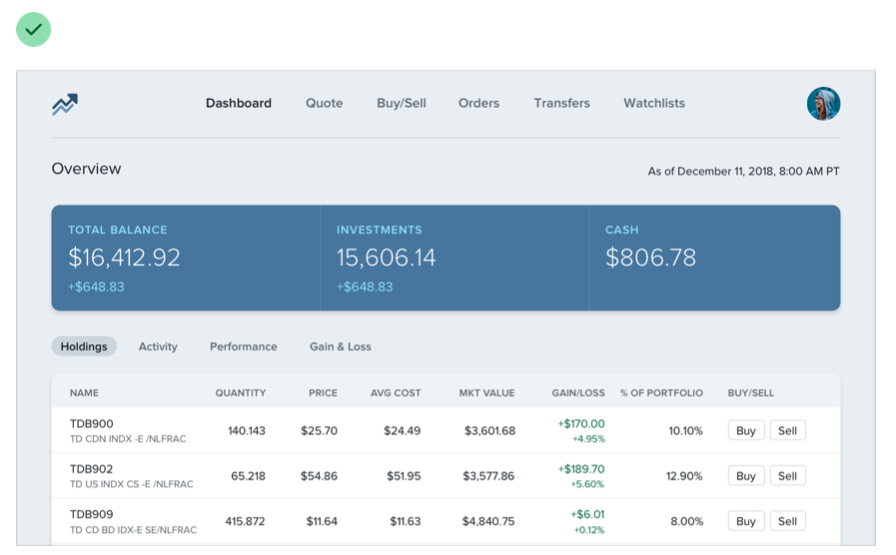 Dashboard Quote Buy/Sell Orders Transfers Watchlists
Overview
As of December 11, 2018, 8:00 AM PT
TOTAL BALANCE INVESTMENTS CASH
$16,412.92 15,606.14 $806.78
+$648.83 +$648.83
Holdings Activity Performance Gain & Loss
NAME QUANTITY PRICE AVG COST MKT VALUE GAIN/LOSS % OF PORTFOLIO BUY/SELL
TDB900 140.143 $25.70 $24.49 $3,601.68 +$170.00 10.10% Buy Sell
TD CDN INDX -E /NLFRAC +4.95%
TDB902 65.218 $54.86 $51.95 $3,577.86 +$189.70 12.90% Buy Sell
TD US INDX CS -E /NLFRAC +5.60%
TDB909 415.872 $11.64 $11.63 $4,840.75 +$6.01 8.00% Buy Sell
TD CD BD IDX-E SE/NLFRAC +0.12%